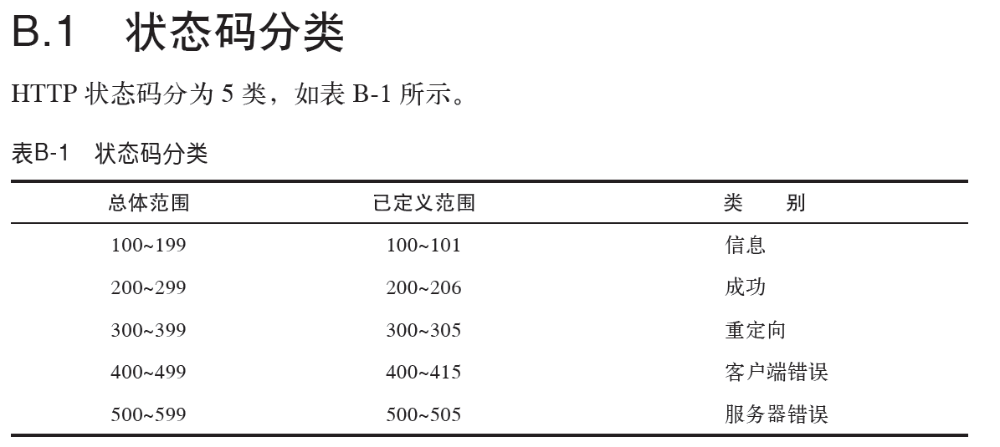 B.1 状态码分类
HTTP 状态码分为 5 类，如表 B-1 所示。
表B-1 状态码分类
总体范围 已定义范围 类 别
100~199 100~101 信息
200~299 200~206 成功
300~399 300~305 重定向
400~499 400~415 客户端错误
500~599 500~505 服务器错误